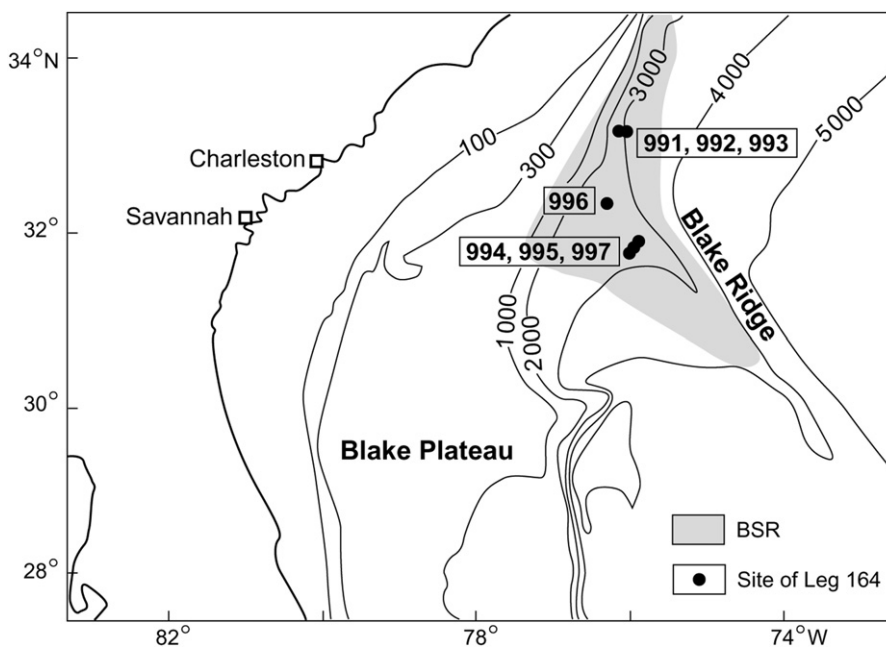 34°N
32°
30°
28°
82°
78°
74°W
Charleston
Savannah
100
300
1000
2000
3000
4000
5000
991, 992, 993
996
994, 995, 997
Blake Ridge
Blake Plateau
BSR
Site of Leg 164